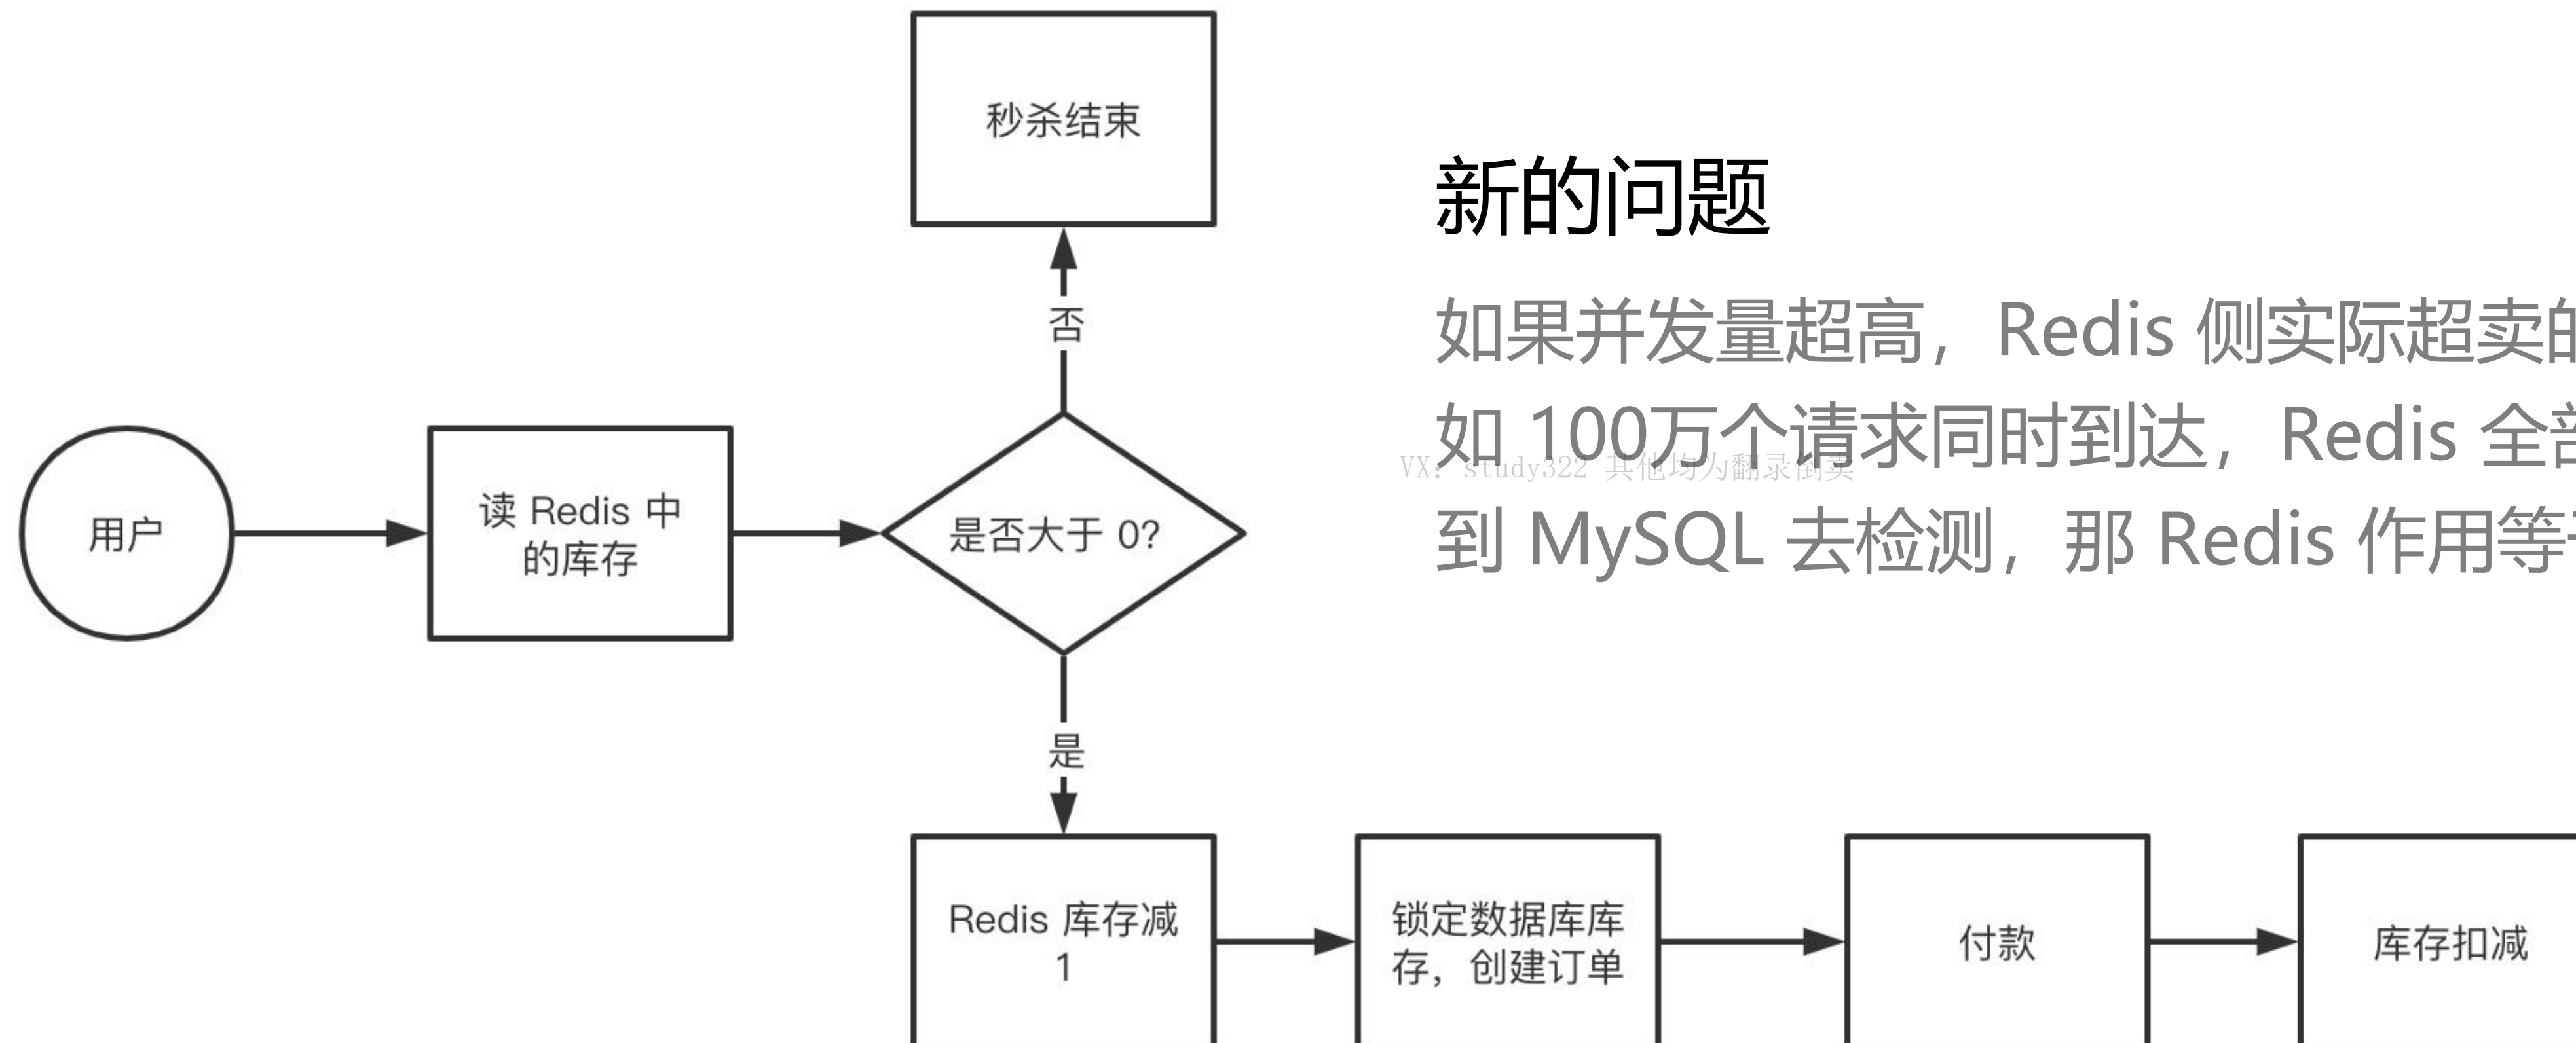 秒杀结束
新的问题
如果并发量超高，Redis 侧实际超卖的
如 100万个请求同时到达，Redis 全部
到 MySQL 去检测，那 Redis 作用等
VX: study322 其他均为翻录倒卖
否
用户
读 Redis 中
的库存
是否大于 0?
是
Redis 库存减
1
锁定数据库库
存，创建订单
付款
库存扣减